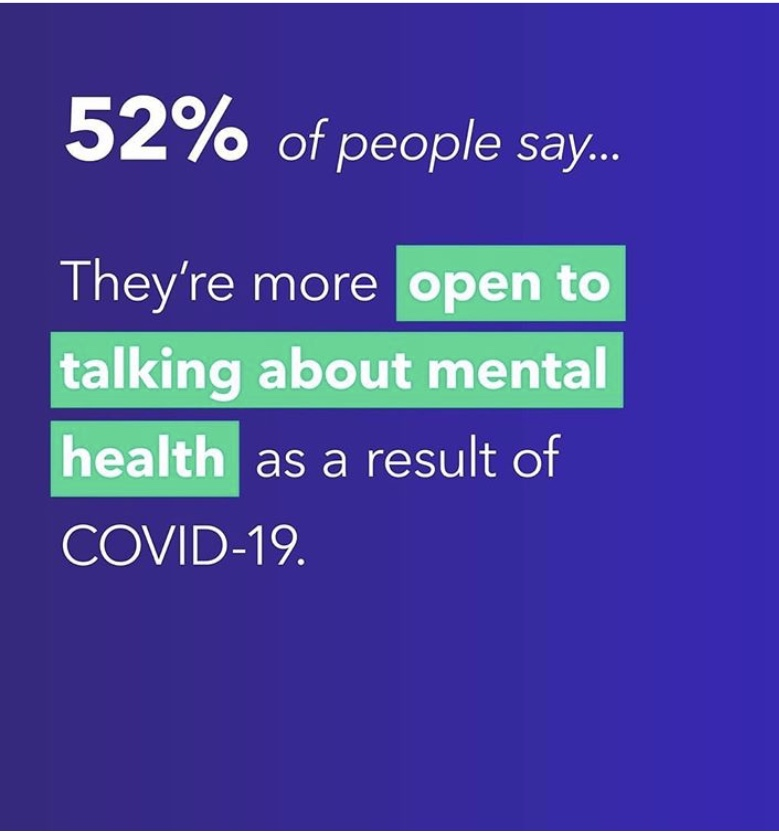 52% of people say...
They’re more open to
talking about mental
health as a result of
COVID-19.